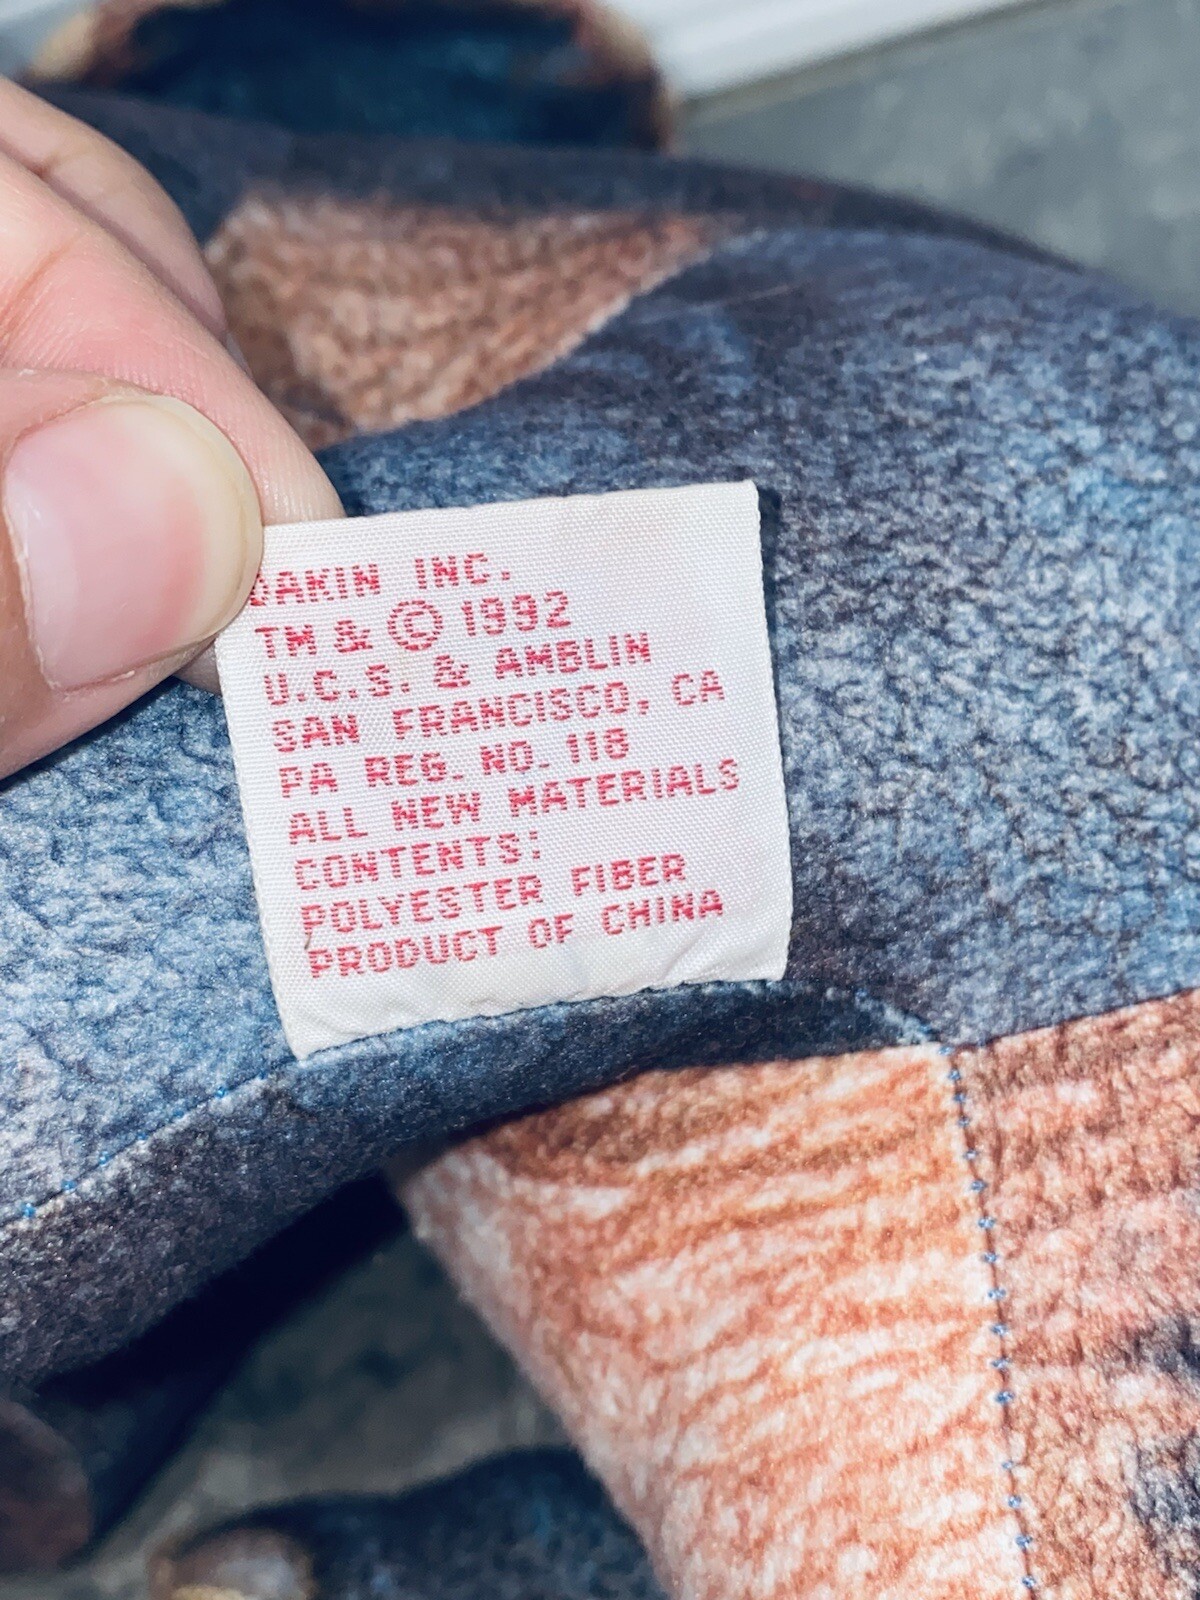 DAKIN INC.
TM & © 1992
U.C.S. & AMBLIN
SAN FRANCISCO, CA
PA REG. NO. 118
ALL NEW MATERIALS
CONTENTS:
POLYESTER FIBER
PRODUCT OF CHINA